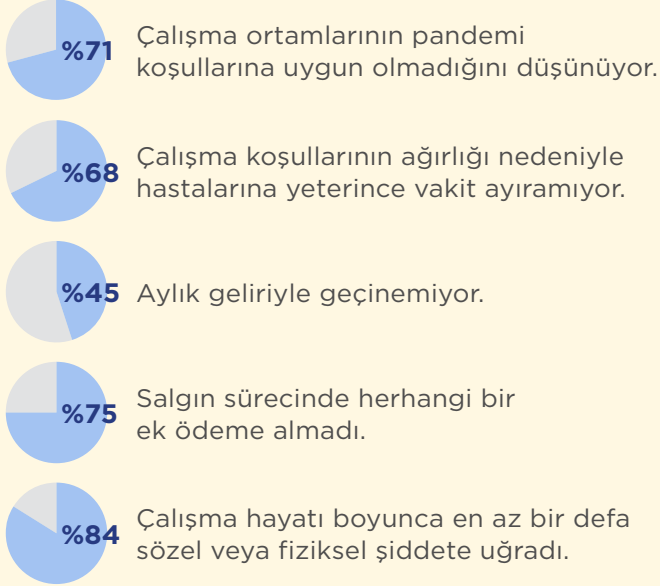 %71
Çalışma ortamlarının pandemi
koşullarına uygun olmadığını düşünüyor.
%68
Çalışma koşullarının ağırlığı nedeniyle
hastalarına yeterince vakit ayıramıyor.
%45
Aylık geliriyle geçinemiyor.
%75
Salgın sürecinde herhangi bir
ek ödeme almadı.
%84
Çalışma hayatı boyunca en az bir defa
sözel veya fiziksel şiddete uğradı.